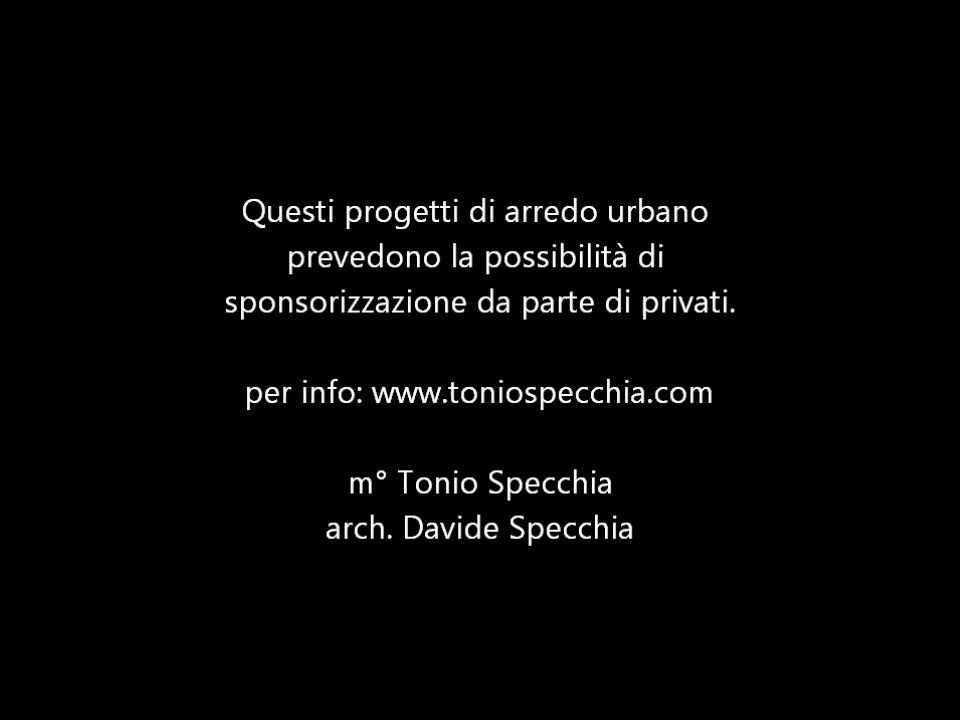 Questi progetti di arredo urbano
prevedono la possibilità di
sponsorizzazione da parte di privati.
per info: www.toniospecchia.com
m° Tonio Specchia
arch. Davide Specchia